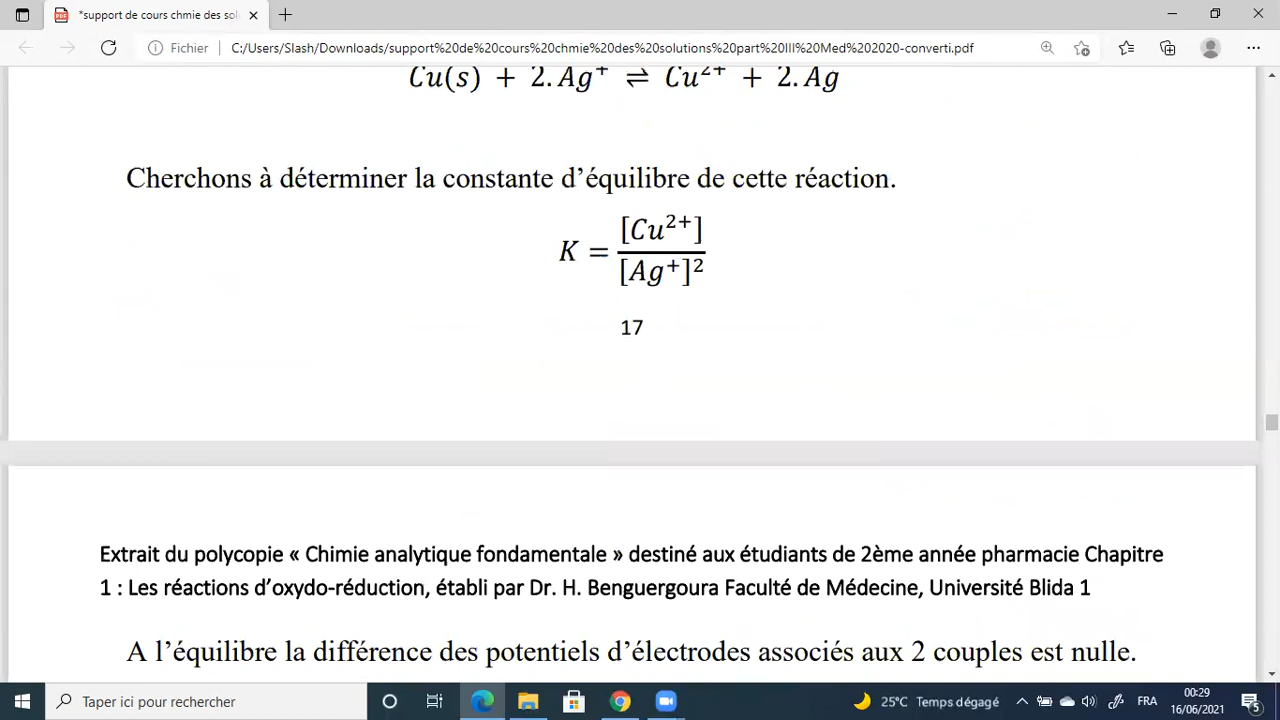 *support de cours chmie des sol
Fichier
C:/Users/Slash/Downloads/support%20de%20cours%20chmie%20des%20solutions%20part%20III%20Med%202020-converti.pdf
Cu(s) + 2.Ag⁺ ⇌ Cu²⁺ + 2.Ag
Cherchons à déterminer la constante d’équilibre de cette réaction.
K = [Cu²⁺] / [Ag⁺]²
17
Extrait du polycopie « Chimie analytique fondamentale » destiné aux étudiants de 2ème année pharmacie Chapitre
1 : Les réactions d’oxydo-réduction, établi par Dr. H. Benguergoura Faculté de Médecine, Université Blida 1
A l’équilibre la différence des potentiels d’électrodes associés aux 2 couples est nulle.
Taper ici pour rechercher
25°C Temps dégagé
FRA
00:29
16/06/2021
5